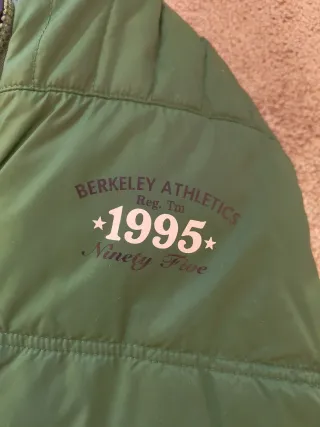 BERKELEY ATHLETICS
Reg. Tm
★1995★
Ninety Five